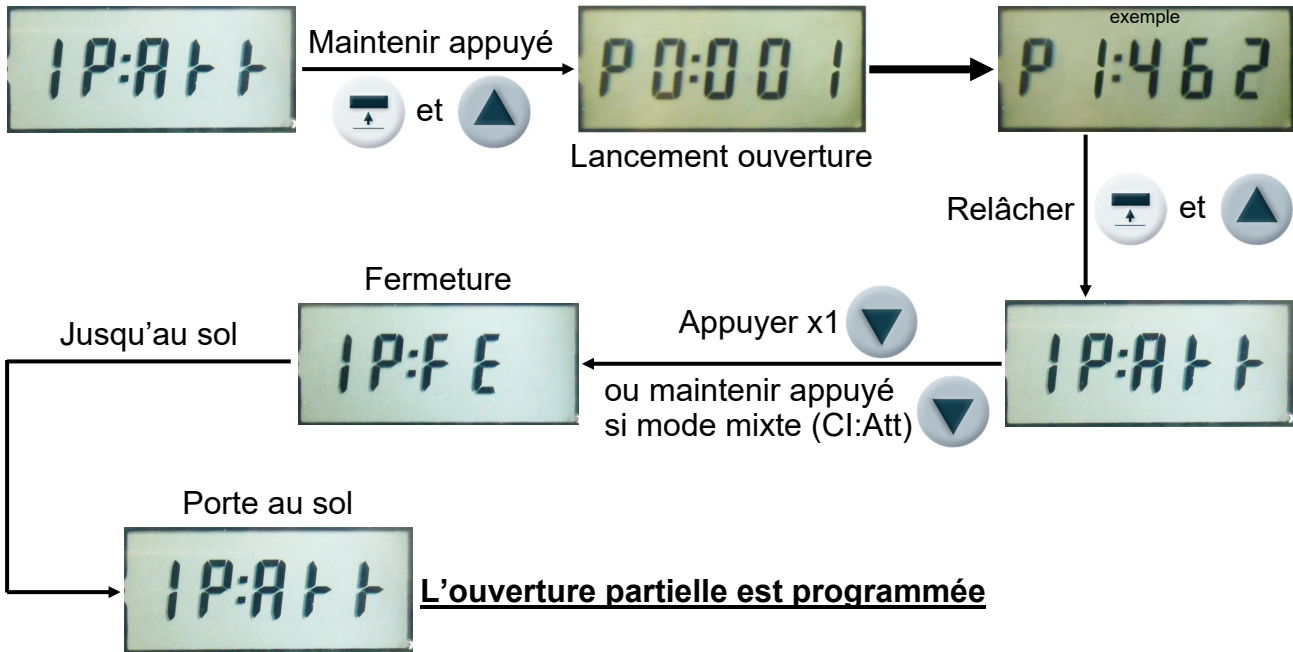 IP:Att
Maintenir appuyé
et
P0:001
Lancement ouverture
exemple
P1:462
Relâcher
et
IP:Att
Appuyer x1
ou maintenir appuyé
si mode mixte (CI:Att)
Fermeture
IP:FE
Jusqu’au sol
Porte au sol
IP:Att
L’ouverture partielle est programmée